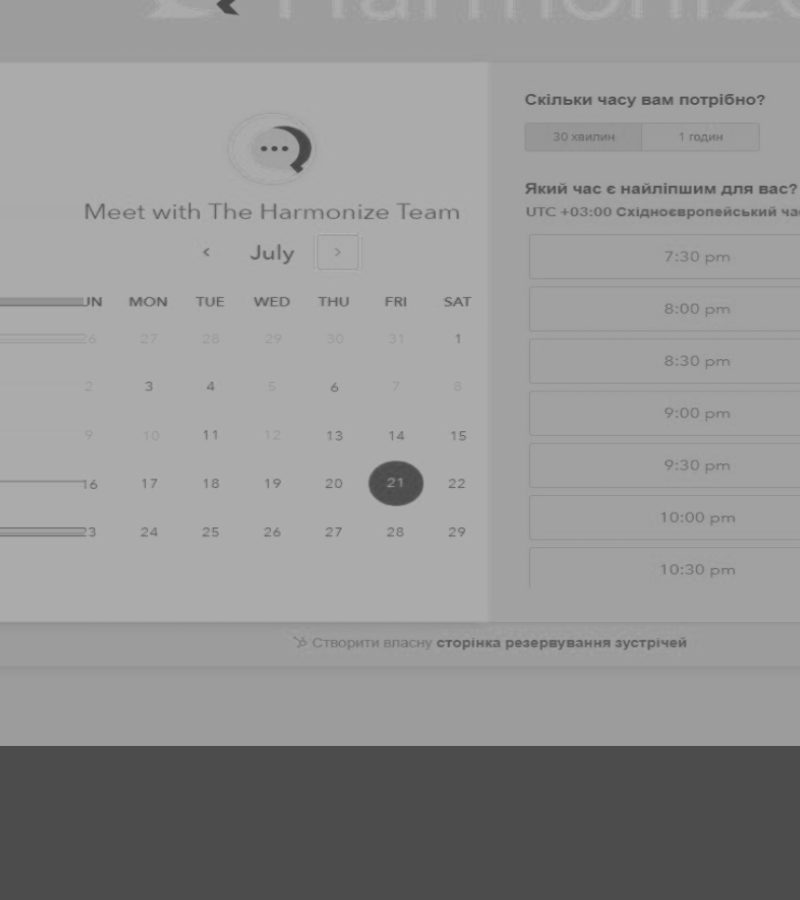 Harmonize
Meet with The Harmonize Team
< July >
UN MON TUE WED THU FRI SAT
26 27 28 29 30 31 1
2 3 4 5 6 7 8
9 10 11 12 13 14 15
16 17 18 19 20 21 22
23 24 25 26 27 28 29
Скільки часу вам потрібно?
30 хвилин 1 годин
Який час є найліпшим для вас?
UTC +03:00 Східноєвропейський ча
7:30 pm
8:00 pm
8:30 pm
9:00 pm
9:30 pm
10:00 pm
10:30 pm
Створити власну сторінка резервування зустрічей